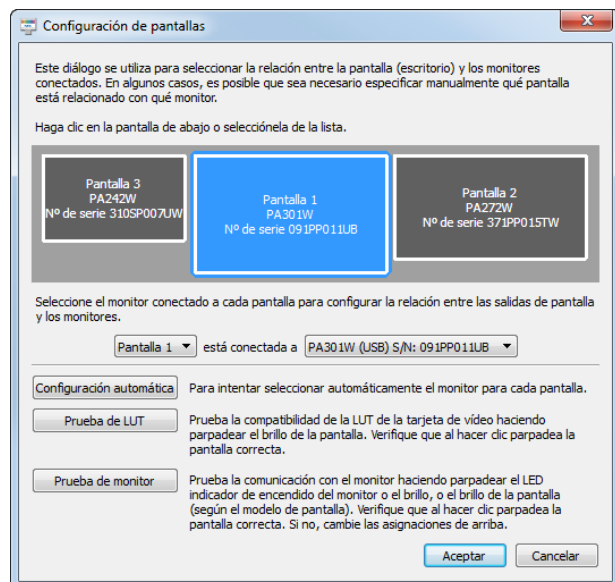 Configuración de pantallas
Este diálogo se utiliza para seleccionar la relación entre la pantalla (escritorio) y los monitores
conectados. En algunos casos, es posible que sea necesario especificar manualmente qué pantalla
está relacionado con qué monitor.
Haga clic en la pantalla de abajo o selecciónela de la lista.
Pantalla 3
PA242W
Nº de serie 310SP007UW
Pantalla 1
PA301W
Nº de serie 091PP011UB
Pantalla 2
PA272W
Nº de serie 371PP015TW
Seleccione el monitor conectado a cada pantalla para configurar la relación entre las salidas de pantalla
y los monitores.
Pantalla 1 está conectada a PA301W (USB) S/N: 091PP011UB
Configuración automática Para intentar seleccionar automáticamente el monitor para cada pantalla.
Prueba de LUT Prueba la compatibilidad de la LUT de la tarjeta de vídeo haciendo
parpadear el brillo de la pantalla. Verifique que al hacer clic parpadea la
pantalla correcta.
Prueba de monitor Prueba la comunicación con el monitor haciendo parpadear el LED
indicador de encendido del monitor o el brillo, o el brillo de la pantalla
(según el modelo de pantalla). Verifique que al hacer clic parpadea la
pantalla correcta. Si no, cambie las asignaciones de arriba.
Aceptar Cancelar